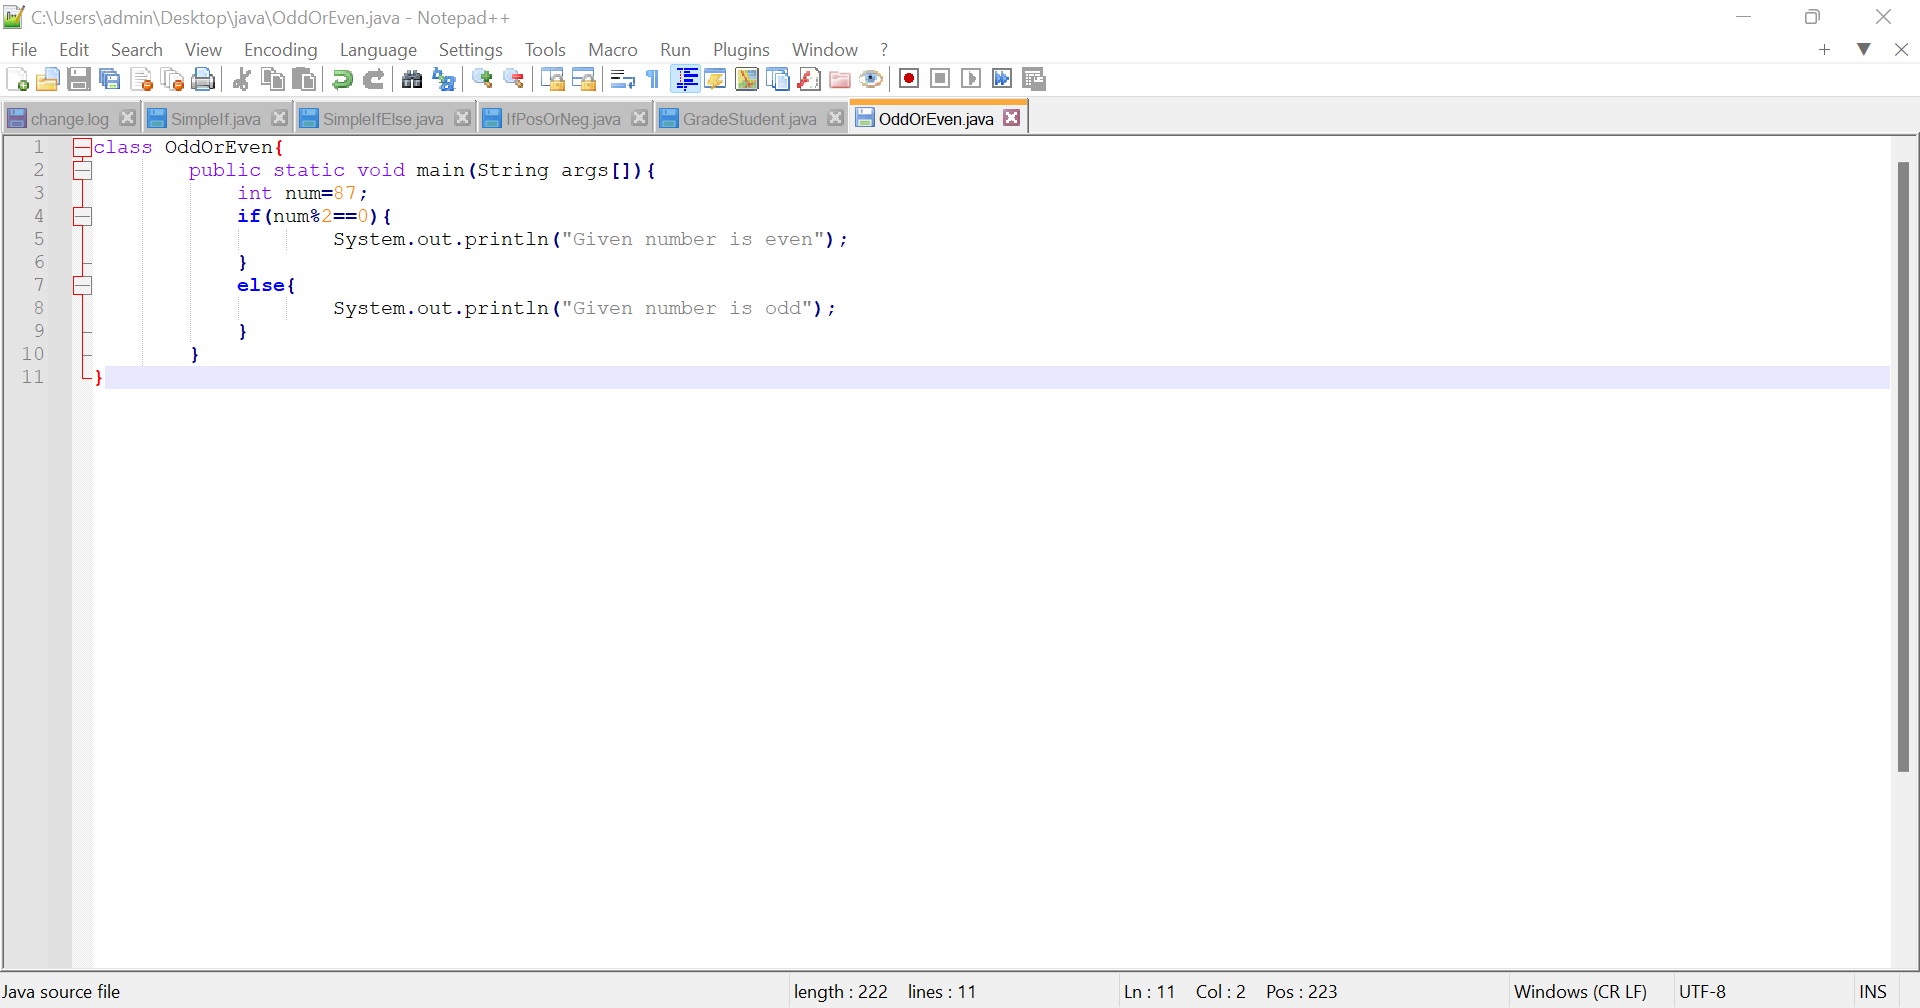 C:\Users\admin\Desktop\java\OddOrEven.java - Notepad++
File Edit Search View Encoding Language Settings Tools Macro Run Plugins Window ?
change.log SimpleIf.java SimpleIfElse.java IfPosOrNeg.java GradeStudent.java OddOrEven.java
1 class OddOrEven{
2 public static void main(String args[]){
3 int num=87;
4 if(num%2==0){
5 System.out.println("Given number is even");
6 }
7 else{
8 System.out.println("Given number is odd");
9 }
10 }
11 }
Java source file length : 222 lines : 11 Ln : 11 Col : 2 Pos : 223 Windows (CR LF) UTF-8 INS